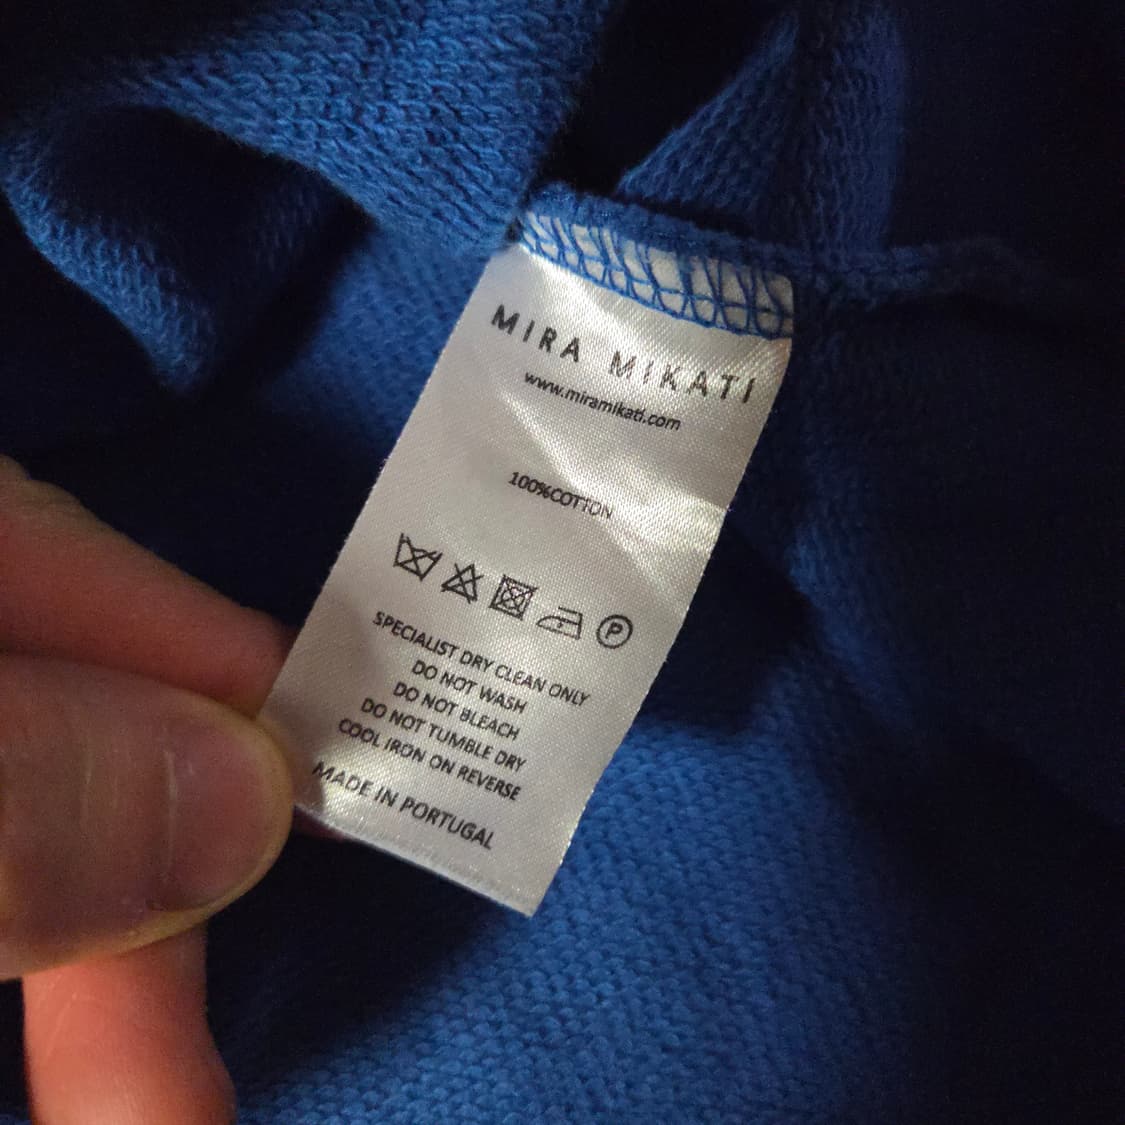 MIRA MIKATI
www.miramikati.com
100%COTTON
P
SPECIALIST DRY CLEAN ONLY
DO NOT WASH
DO NOT BLEACH
DO NOT TUMBLE DRY
COOL IRON ON REVERSE
MADE IN PORTUGAL